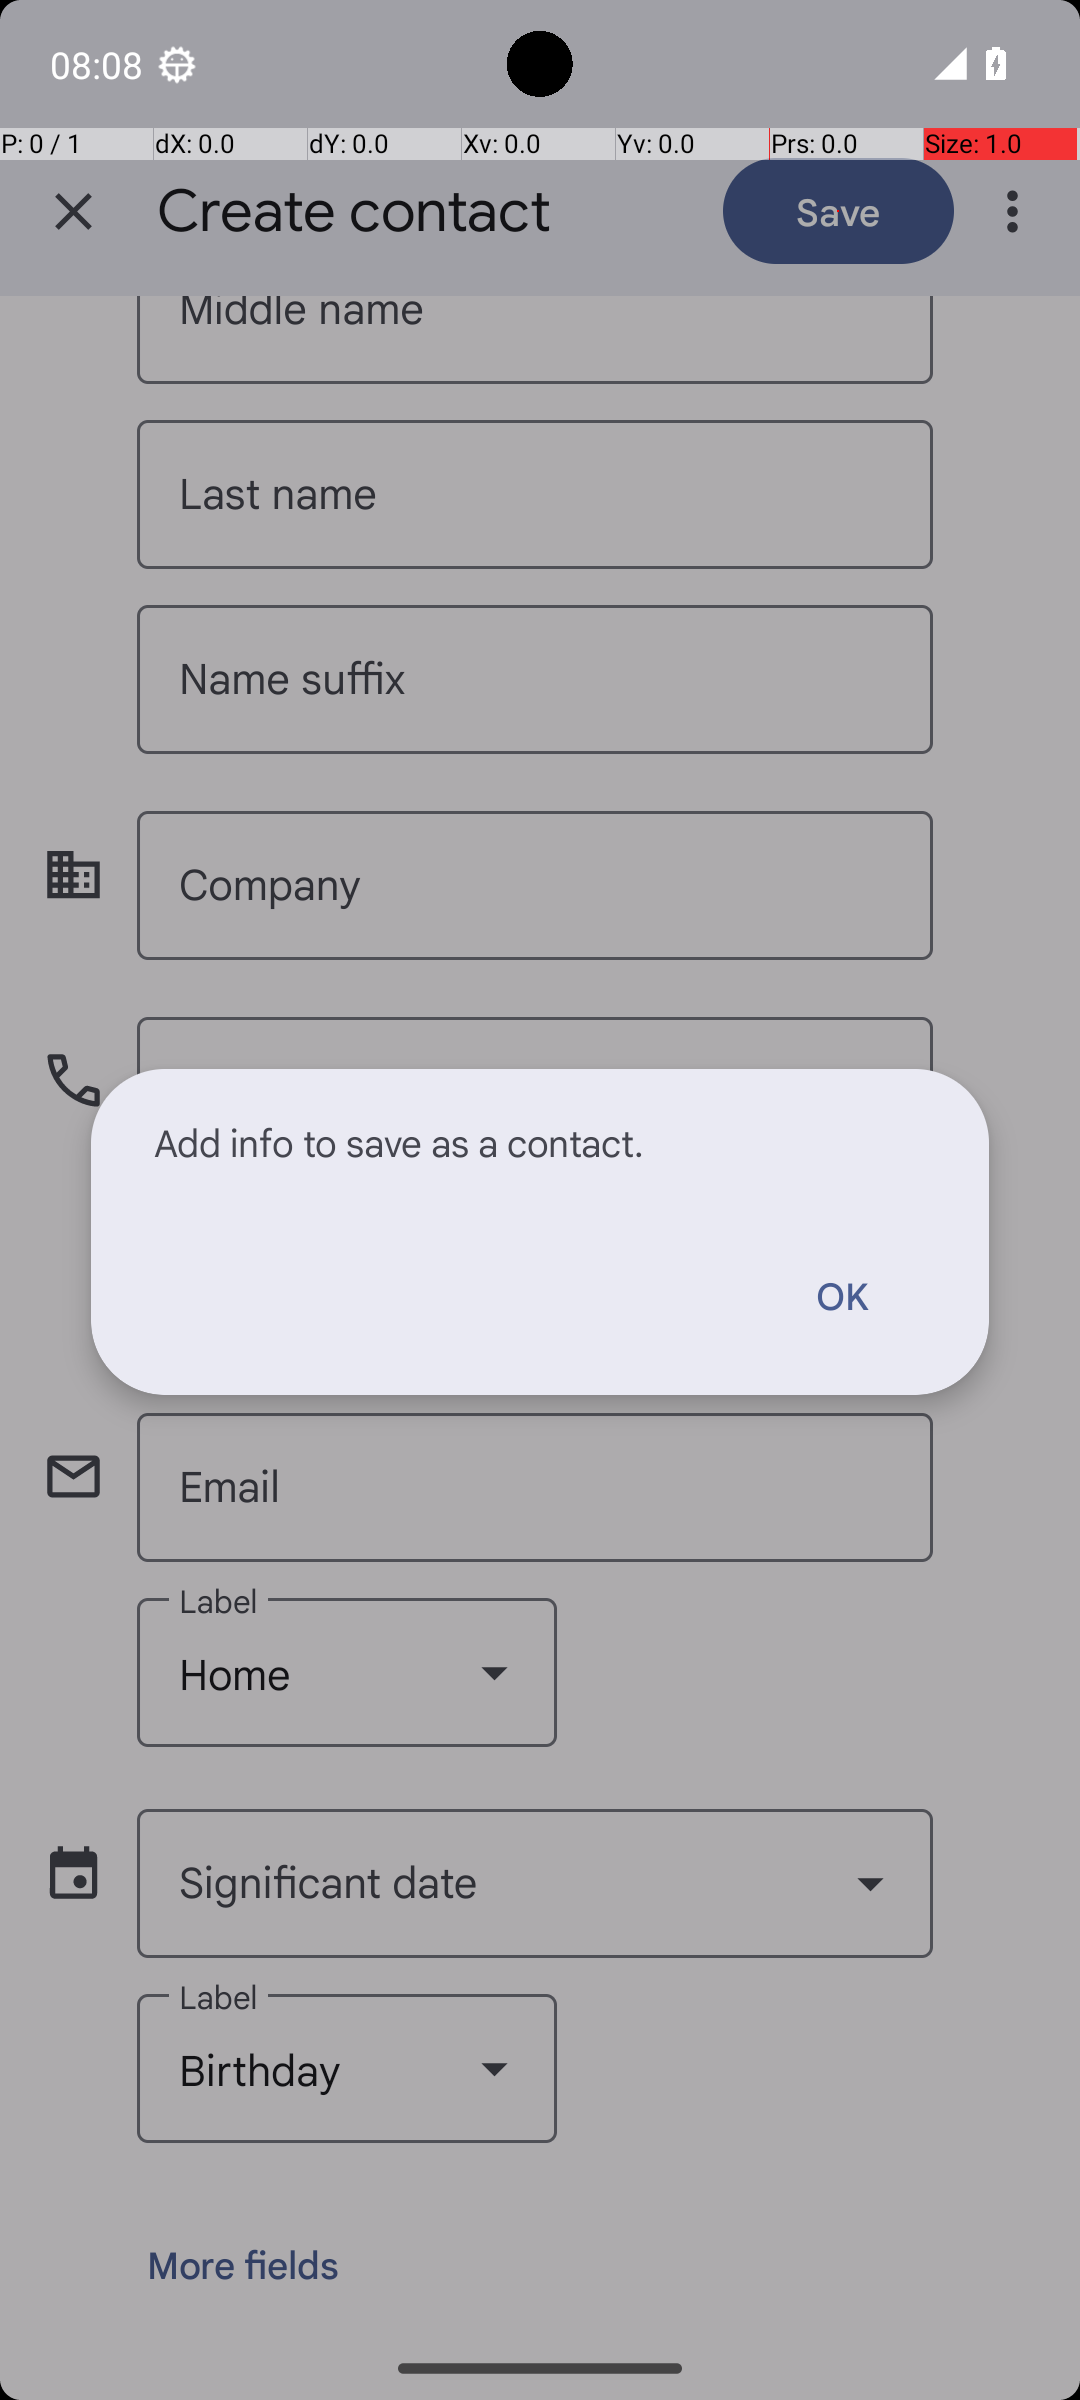 08:08
P: 0 / 1 dX: 0.0 dY: 0.0 Xv: 0.0 Yv: 0.0 Prs: 0.0 Size: 1.0
Create contact Save
Middle name
Last name
Name suffix
Company
Add info to save as a contact.
OK
Email
Label
Home
Significant date
Label
Birthday
More fields